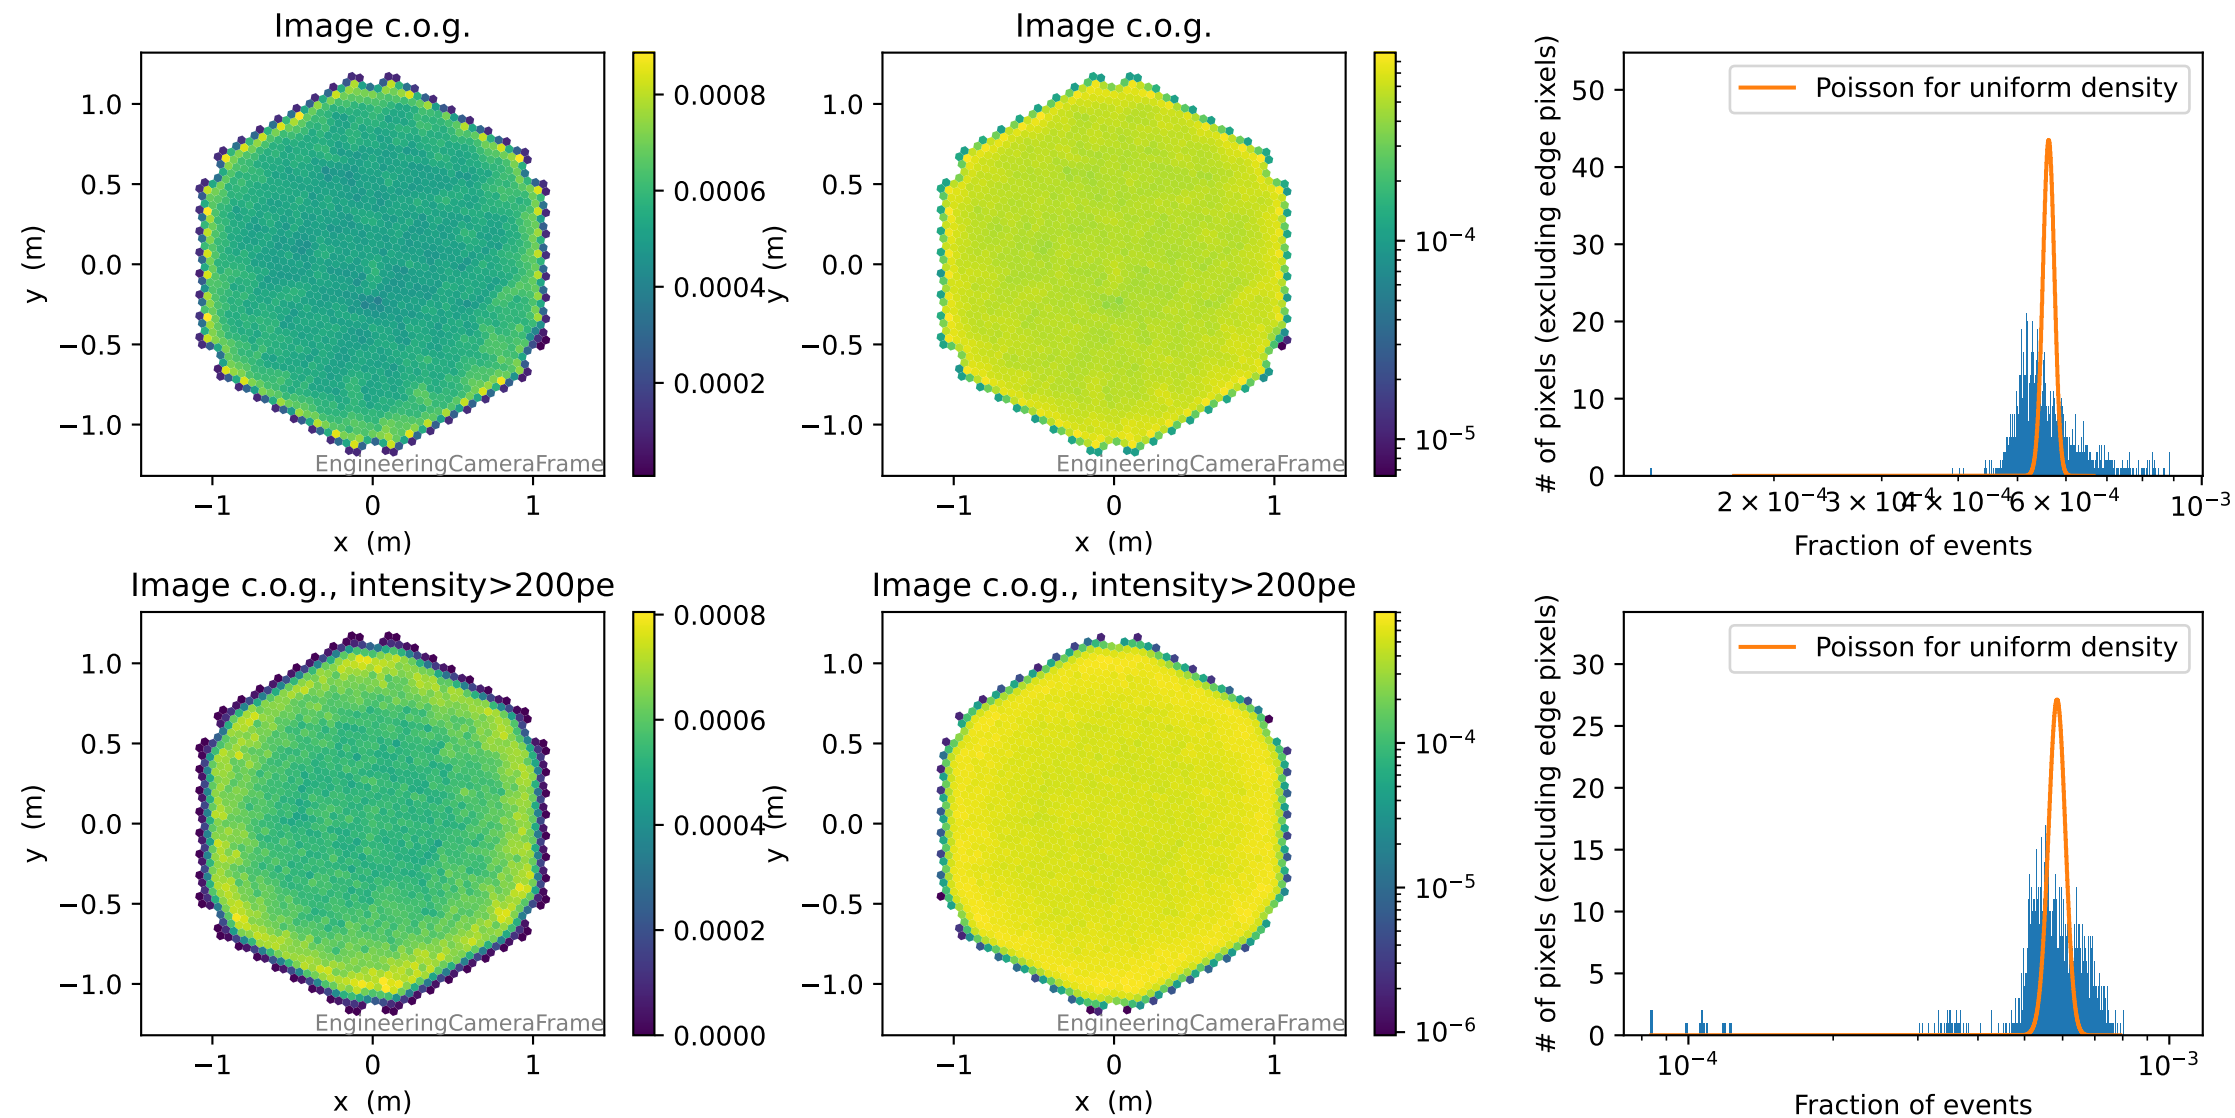 Image c.o.g.
y (m)
1.0
0.5
0.0
−0.5
−1.0
−1
0
1
x (m)
EngineeringCameraFrame
0.0008
0.0006
0.0004
0.0002
Image c.o.g.
y (m)
1.0
0.5
0.0
−0.5
−1.0
−1
0
1
x (m)
EngineeringCameraFrame
10⁻⁴
10⁻⁵
# of pixels (excluding edge pixels)
50
40
30
20
10
0
Poisson for uniform density
2 × 10⁻⁴
3 × 10⁻⁴
4 × 10⁻⁴
6 × 10⁻⁴
10⁻³
Fraction of events
Image c.o.g., intensity>200pe
y (m)
1.0
0.5
0.0
−0.5
−1.0
−1
0
1
x (m)
EngineeringCameraFrame
0.0008
0.0006
0.0004
0.0002
0.0000
Image c.o.g., intensity>200pe
y (m)
1.0
0.5
0.0
−0.5
−1.0
−1
0
1
x (m)
EngineeringCameraFrame
10⁻⁴
10⁻⁵
10⁻⁶
# of pixels (excluding edge pixels)
30
25
20
15
10
5
0
Poisson for uniform density
10⁻⁴
10⁻³
Fraction of events